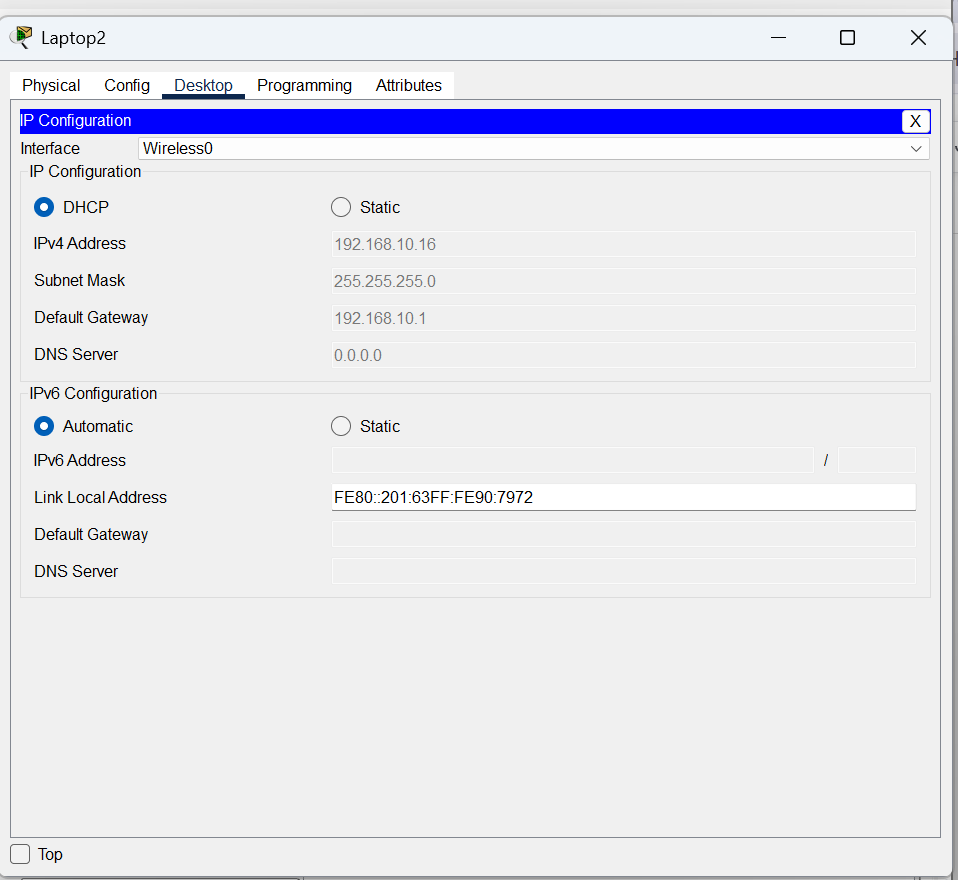 Laptop2
Physical Config Desktop Programming Attributes
IP Configuration X
Interface Wireless0
IP Configuration
DHCP Static
IPv4 Address 192.168.10.16
Subnet Mask 255.255.255.0
Default Gateway 192.168.10.1
DNS Server 0.0.0.0
IPv6 Configuration
Automatic Static
IPv6 Address /
Link Local Address FE80::201:63FF:FE90:7972
Default Gateway
DNS Server
Top